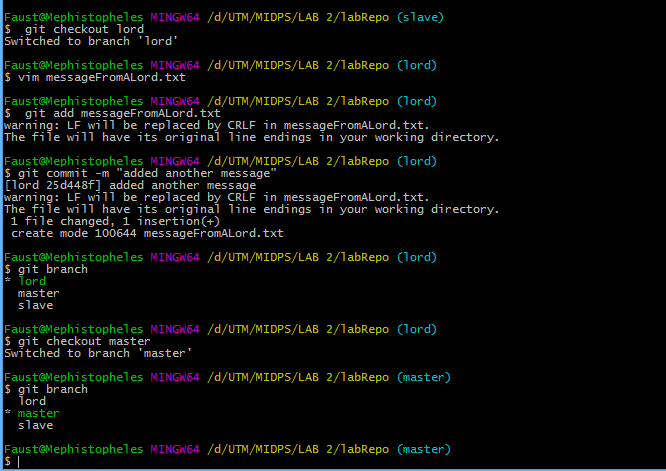 Faust@Mephistopheles MINGW64 /d/UTM/MIDPS/LAB 2/labRepo (slave)
$  git checkout lord
Switched to branch 'lord'
Faust@Mephistopheles MINGW64 /d/UTM/MIDPS/LAB 2/labRepo (lord)
$ vim messageFromALord.txt
Faust@Mephistopheles MINGW64 /d/UTM/MIDPS/LAB 2/labRepo (lord)
$  git add messageFromALord.txt
warning: LF will be replaced by CRLF in messageFromALord.txt.
The file will have its original line endings in your working directory.
Faust@Mephistopheles MINGW64 /d/UTM/MIDPS/LAB 2/labRepo (lord)
$ git commit -m "added another message"
[lord 25d448f] added another message
warning: LF will be replaced by CRLF in messageFromALord.txt.
The file will have its original line endings in your working directory.
 1 file changed, 1 insertion(+)
 create mode 100644 messageFromALord.txt
Faust@Mephistopheles MINGW64 /d/UTM/MIDPS/LAB 2/labRepo (lord)
$ git branch
* lord
  master
  slave
Faust@Mephistopheles MINGW64 /d/UTM/MIDPS/LAB 2/labRepo (lord)
$ git checkout master
Switched to branch 'master'
Faust@Mephistopheles MINGW64 /d/UTM/MIDPS/LAB 2/labRepo (master)
$ git branch
  lord
* master
  slave
Faust@Mephistopheles MINGW64 /d/UTM/MIDPS/LAB 2/labRepo (master)
$